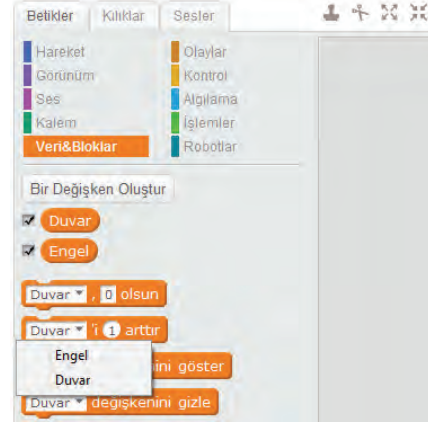 Betikler Kılıklar Sesler
Hareket Olaylar
Görünüm Kontrol
Ses Algılama
Kalem İşlemler
Veri&Bloklar Robotlar
Bir Değişken Oluştur
Duvar
Engel
Duvar , 0 olsun
Duvar 'i 1 arttır
Engel
ini göster
Duvar
Duvar değişkenini gizle